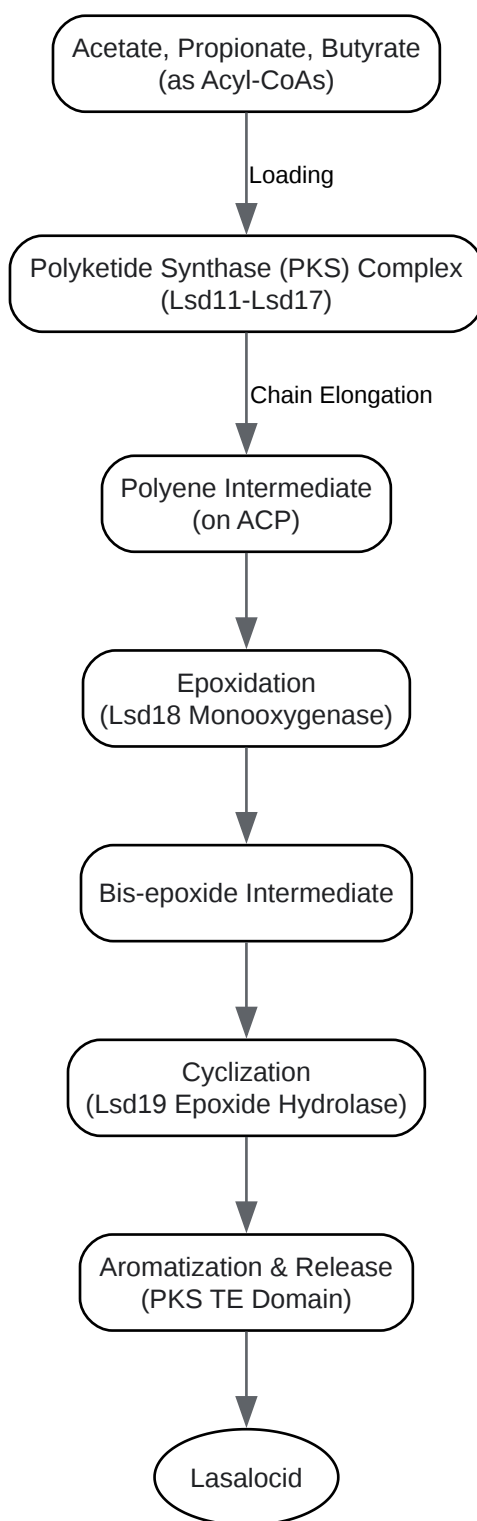 Acetate, Propionate, Butyrate
(as Acyl-CoAs)
Loading
Polyketide Synthase (PKS) Complex
(Lsd11-Lsd17)
Chain Elongation
Polyene Intermediate
(on ACP)
Epoxidation
(Lsd18 Monooxygenase)
Bis-epoxide Intermediate
Cyclization
(Lsd19 Epoxide Hydrolase)
Aromatization & Release
(PKS TE Domain)
Lasalocid